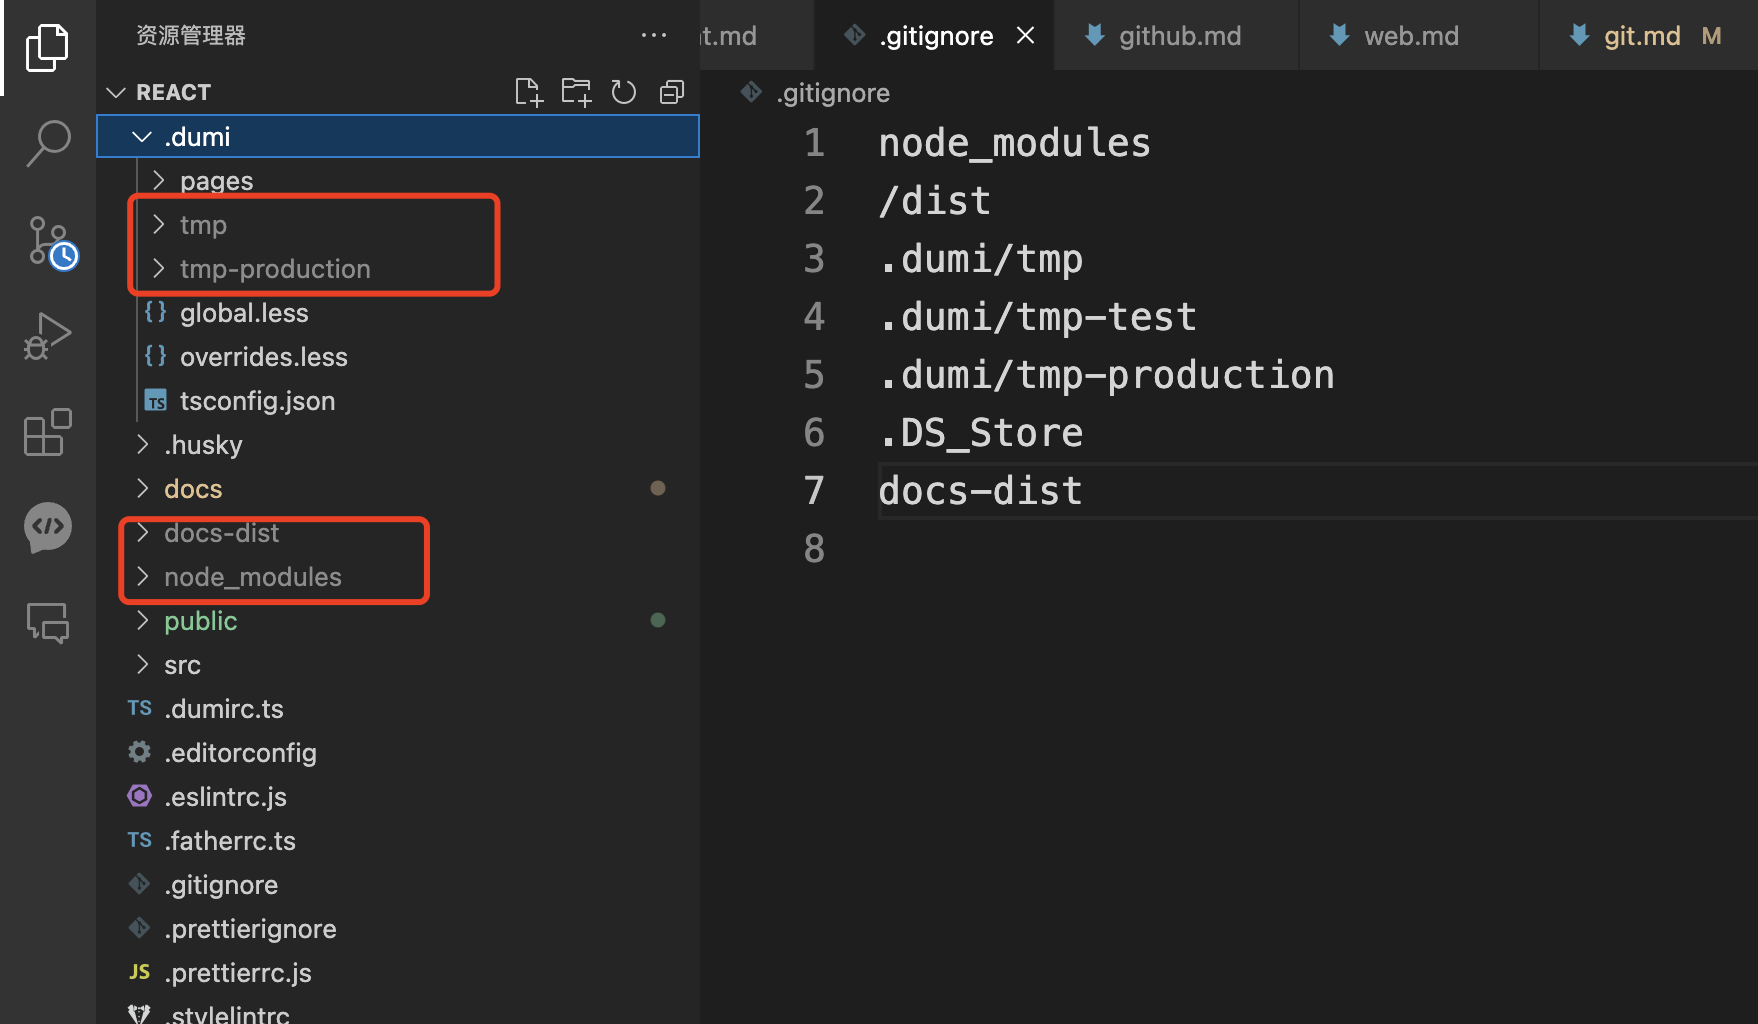 资源管理器
REACT
.dumi
pages
tmp
tmp-production
global.less
overrides.less
tsconfig.json
.husky
docs
docs-dist
node_modules
public
src
TS .dumirc.ts
.editorconfig
.eslintrc.js
TS .fatherrc.ts
.gitignore
.prettierignore
JS .prettierrc.js
.stylelintrc
t.md .gitignore github.md web.md git.md M
.gitignore
1 node_modules
2 /dist
3 .dumi/tmp
4 .dumi/tmp-test
5 .dumi/tmp-production
6 .DS_Store
7 docs-dist
8